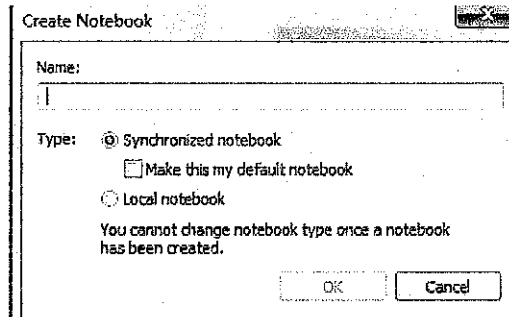 Create Notebook
Name:
Type: Synchronized notebook
Make this my default notebook
Local notebook
You cannot change notebook type once a notebook
has been created.
OK Cancel